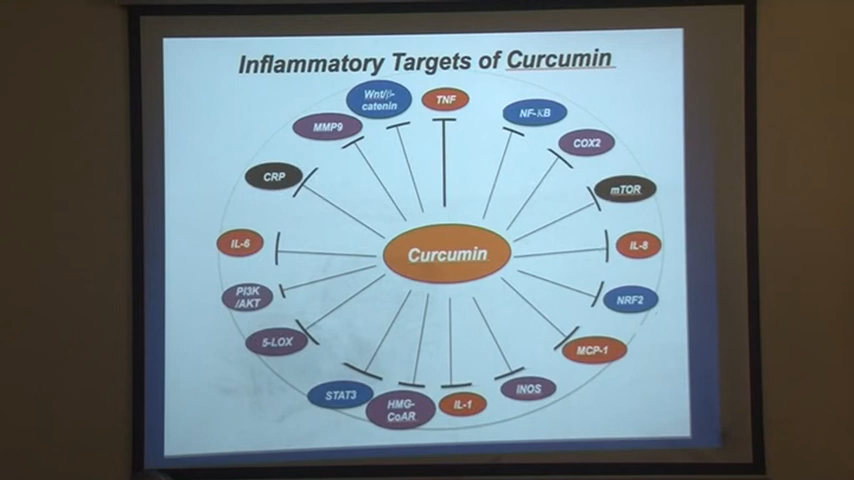 Inflammatory Targets of Curcumin
Wnt/β-
catenin
TNF
NF-κB
MMP9
COX2
CRP
mTOR
IL-6
Curcumin
IL-8
PI3K
/AKT
NRF2
5-LOX
MCP-1
STAT3
HMG-
CoAR
IL-1
iNOS